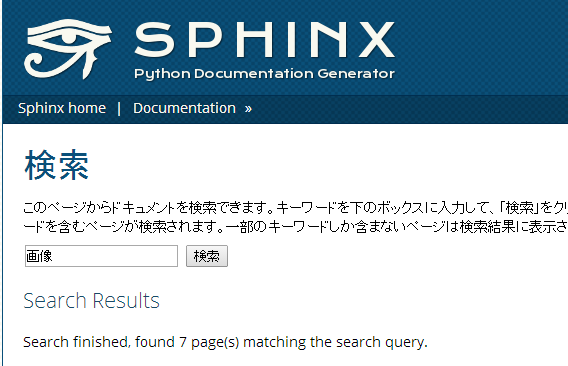 SPHINX
Python Documentation Generator
Sphinx home | Documentation »
検索
このページからドキュメントを検索できます。キーワードを下のボックスに入力して、「検索」をクリ
ードを含むページが検索されます。一部のキーワードしか含まないページは検索結果に表示さ
画像 検索
Search Results
Search finished, found 7 page(s) matching the search query.